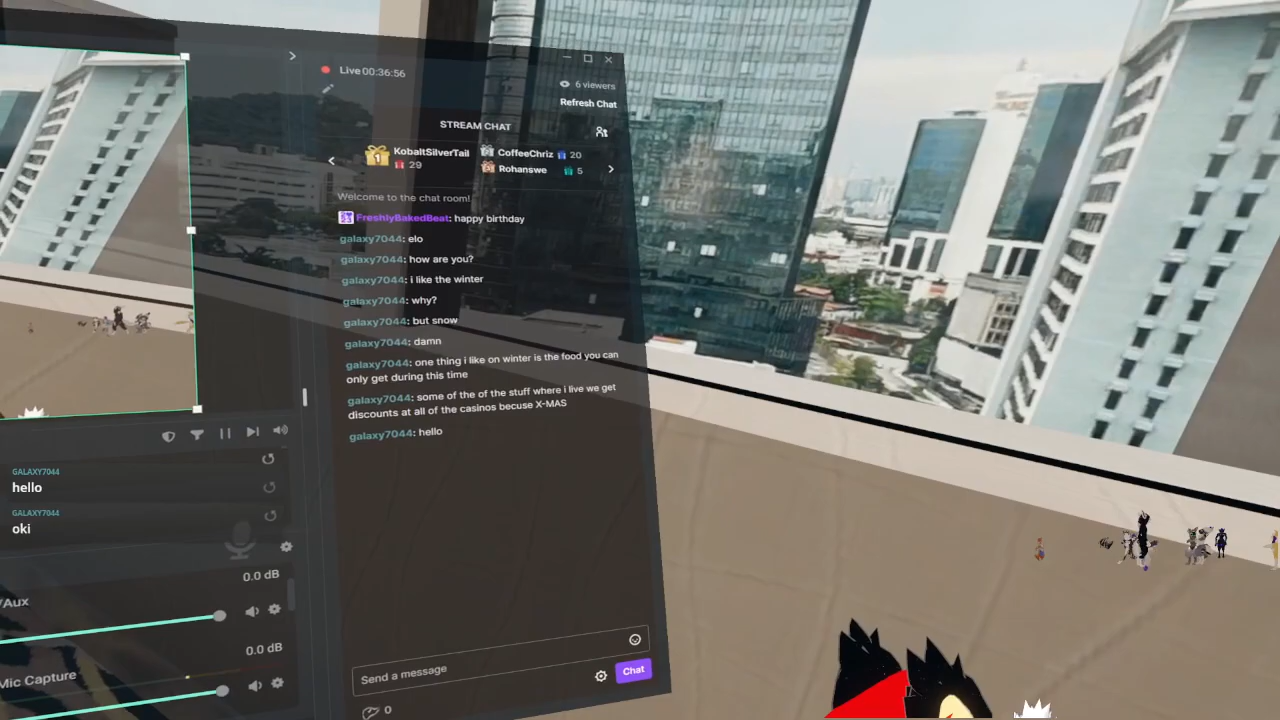 Live 00:36:56
6 viewers
Refresh Chat
STREAM CHAT
1 KobaltSilverTail 29
CoffeeChriz 20
Rohanswe 5
Welcome to the chat room!
FreshlyBakedBeat: happy birthday
galaxy7044: elo
galaxy7044: how are you?
galaxy7044: i like the winter
galaxy7044: why?
galaxy7044: but snow
galaxy7044: damn
galaxy7044: one thing i like on winter is the food you can
only get during this time
galaxy7044: some of the of the stuff where i live we get
discounts at all of the casinos becuse X-MAS
galaxy7044: hello
GALAXY7044
hello
GALAXY7044
oki
0.0 dB
/Aux
0.0 dB
Mic Capture
Send a message
Chat
0